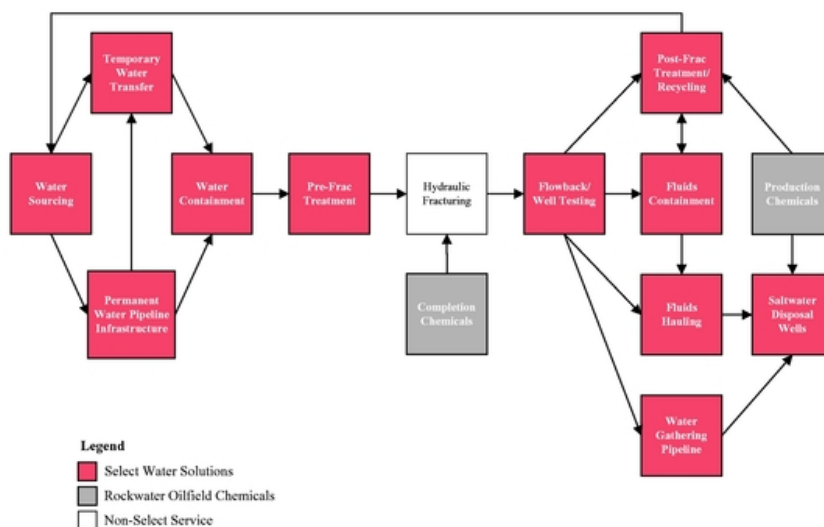 Temporary
Water
Transfer
Post-Frac
Treatment/
Recycling
Water
Sourcing
Water
Containment
Pre-Frac
Treatment
Hydraulic
Fracturing
Flowback/
Well Testing
Fluids
Containment
Production
Chemicals
Permanent
Water Pipeline
Infrastructure
Completion
Chemicals
Fluids
Hauling
Saltwater
Disposal
Wells
Water
Gathering
Pipeline
Legend
Select Water Solutions
Rockwater Oilfield Chemicals
Non-Select Service